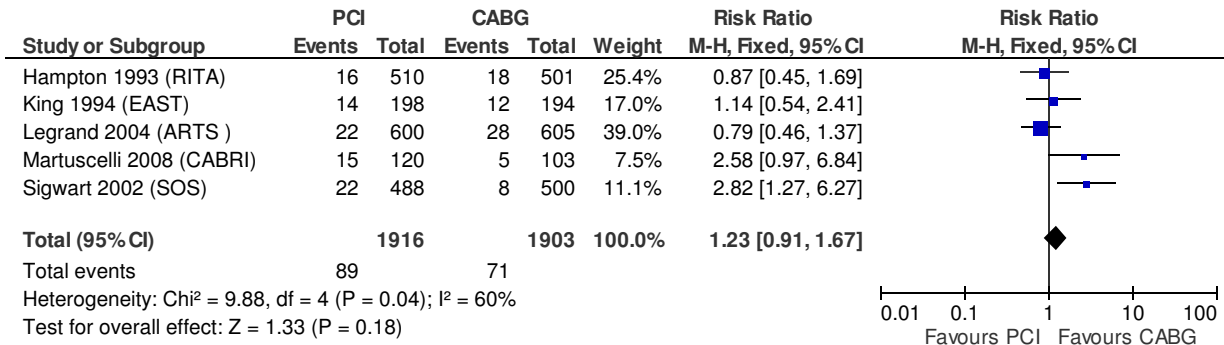 PCI CABG Risk Ratio Risk Ratio
Study or Subgroup Events Total Events Total Weight M-H, Fixed, 95% CI M-H, Fixed, 95% CI
Hampton 1993 (RITA) 16 510 18 501 25.4% 0.87 [0.45, 1.69]
King 1994 (EAST) 14 198 12 194 17.0% 1.14 [0.54, 2.41]
Legrand 2004 (ARTS ) 22 600 28 605 39.0% 0.79 [0.46, 1.37]
Martuscelli 2008 (CABRI) 15 120 5 103 7.5% 2.58 [0.97, 6.84]
Sigwart 2002 (SOS) 22 488 8 500 11.1% 2.82 [1.27, 6.27]
Total (95% CI) 1916 1903 100.0% 1.23 [0.91, 1.67]
Total events 89 71
Heterogeneity: Chi² = 9.88, df = 4 (P = 0.04); I² = 60%
Test for overall effect: Z = 1.33 (P = 0.18)
0.01 0.1 1 10 100
Favours PCI Favours CABG